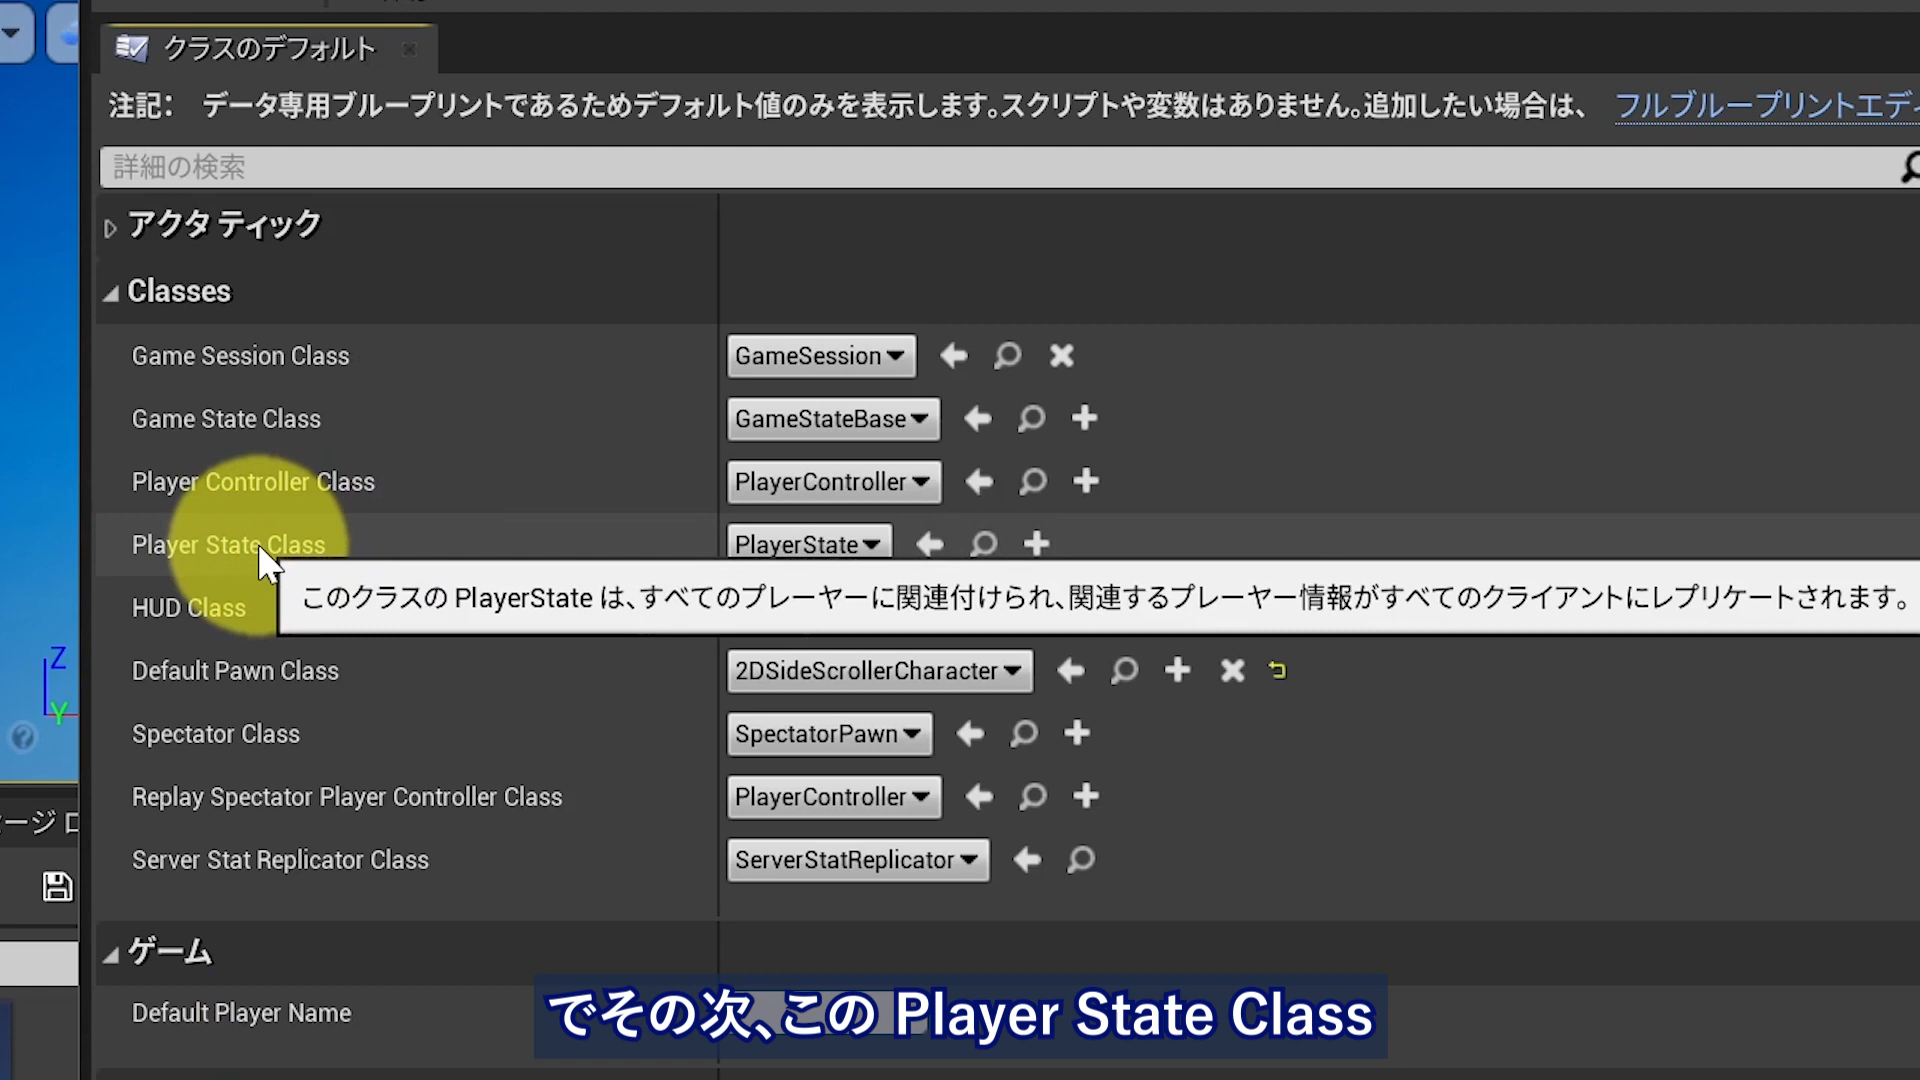 クラスのデフォルト
注記: データ専用ブループリントであるためデフォルト値のみを表示します。スクリプトや変数はありません。追加したい場合は、 フルブループリントエディ
詳細の検索
アクタ ティック
Classes
Game Session Class GameSession
Game State Class GameStateBase
Player Controller Class PlayerController
Player State Class PlayerState
このクラスの PlayerState は、すべてのプレーヤーに関連付けられ、関連するプレーヤー情報がすべてのクライアントにレプリケートされます。
HUD Class
Z
Default Pawn Class 2DSideScrollerCharacter
Y
Spectator Class SpectatorPawn
Replay Spectator Player Controller Class PlayerController
セージ ロ
Server Stat Replicator Class ServerStatReplicator
ゲーム
Default Player Name
でその次、この Player State Class